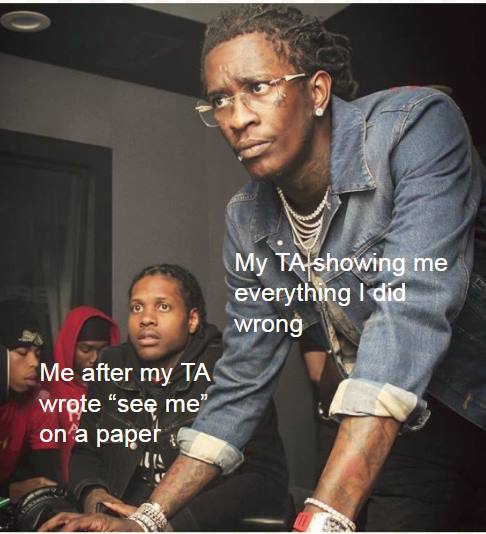 My TA showing me
everything I did
wrong
Me after my TA
wrote “see me”
on a paper